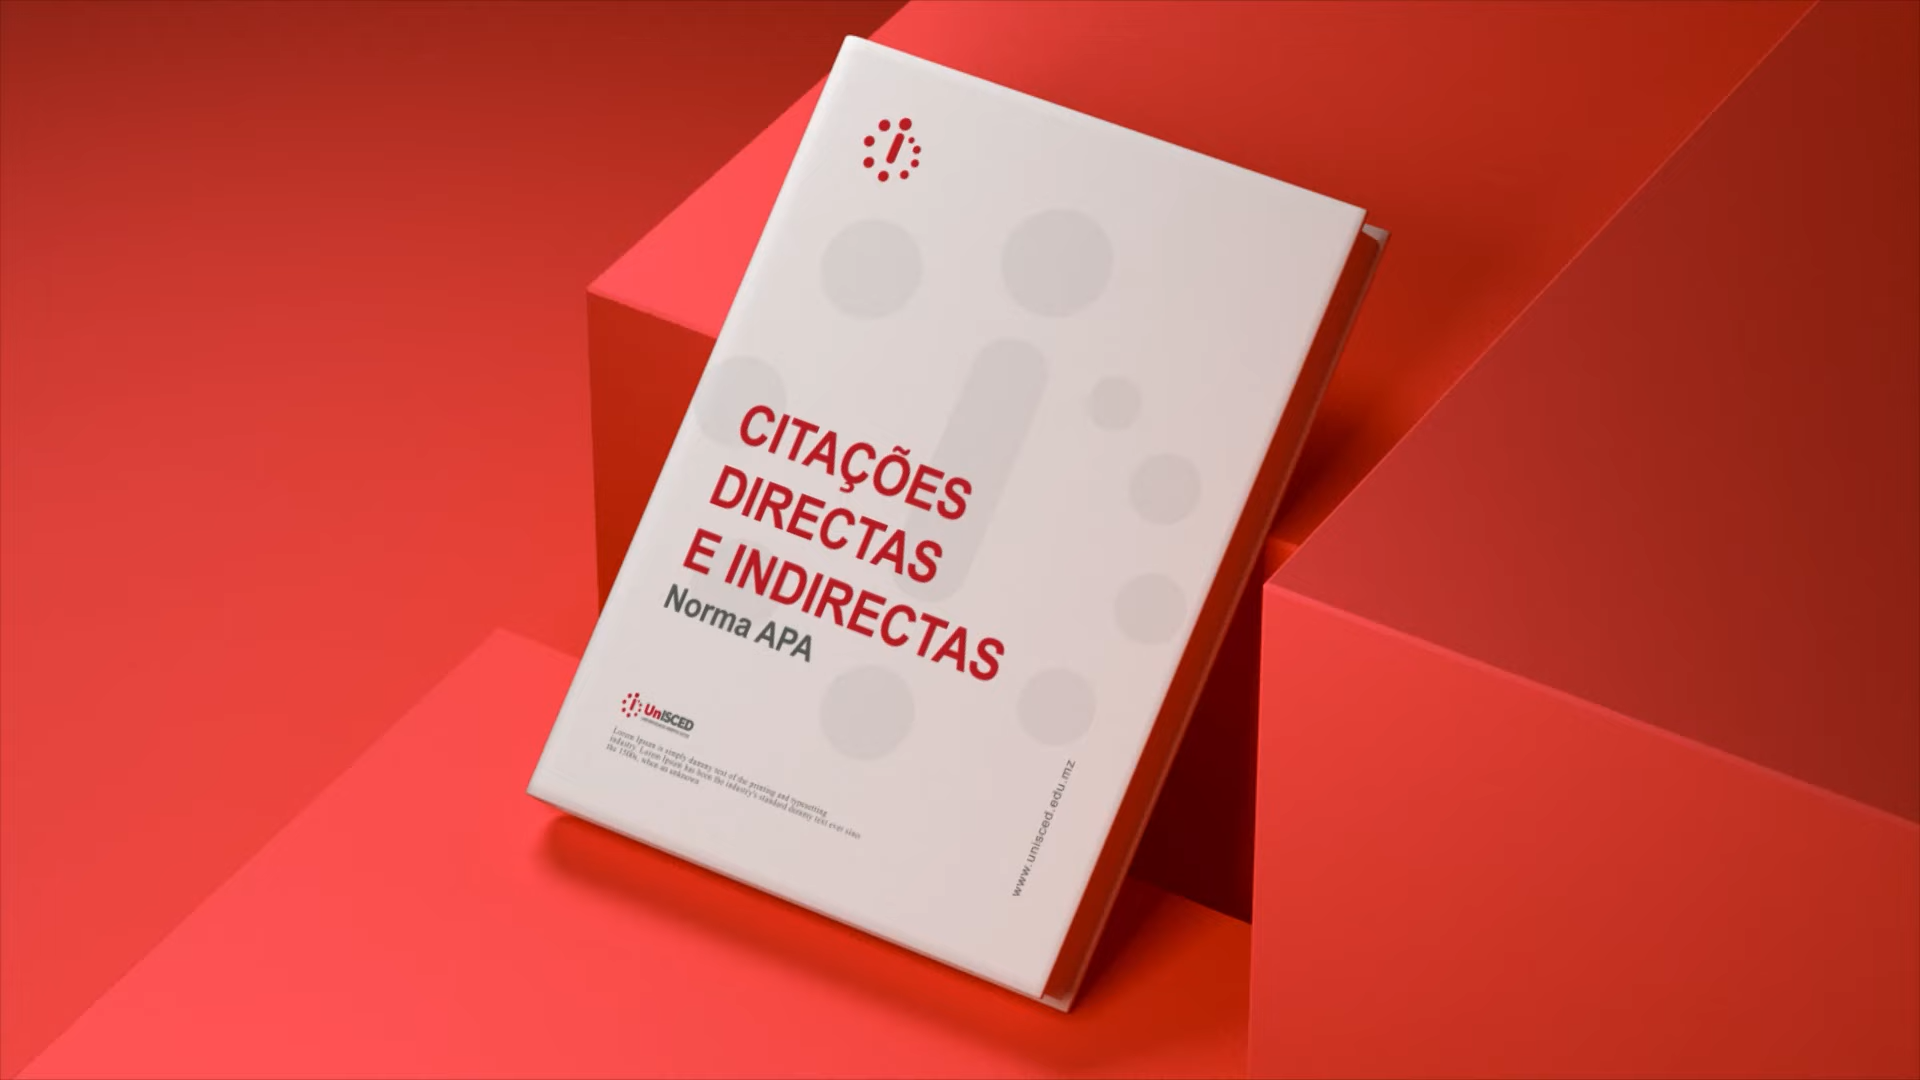 CITAÇÕES
DIRECTAS
E INDIRECTAS
Norma APA
UnISCED
Lorem Ipsum is simply dummy text of the printing and typesetting
industry. Lorem Ipsum has been the industry's standard dummy text ever sinc
the 1500s, when an unknown
www.unisced.edu.mz